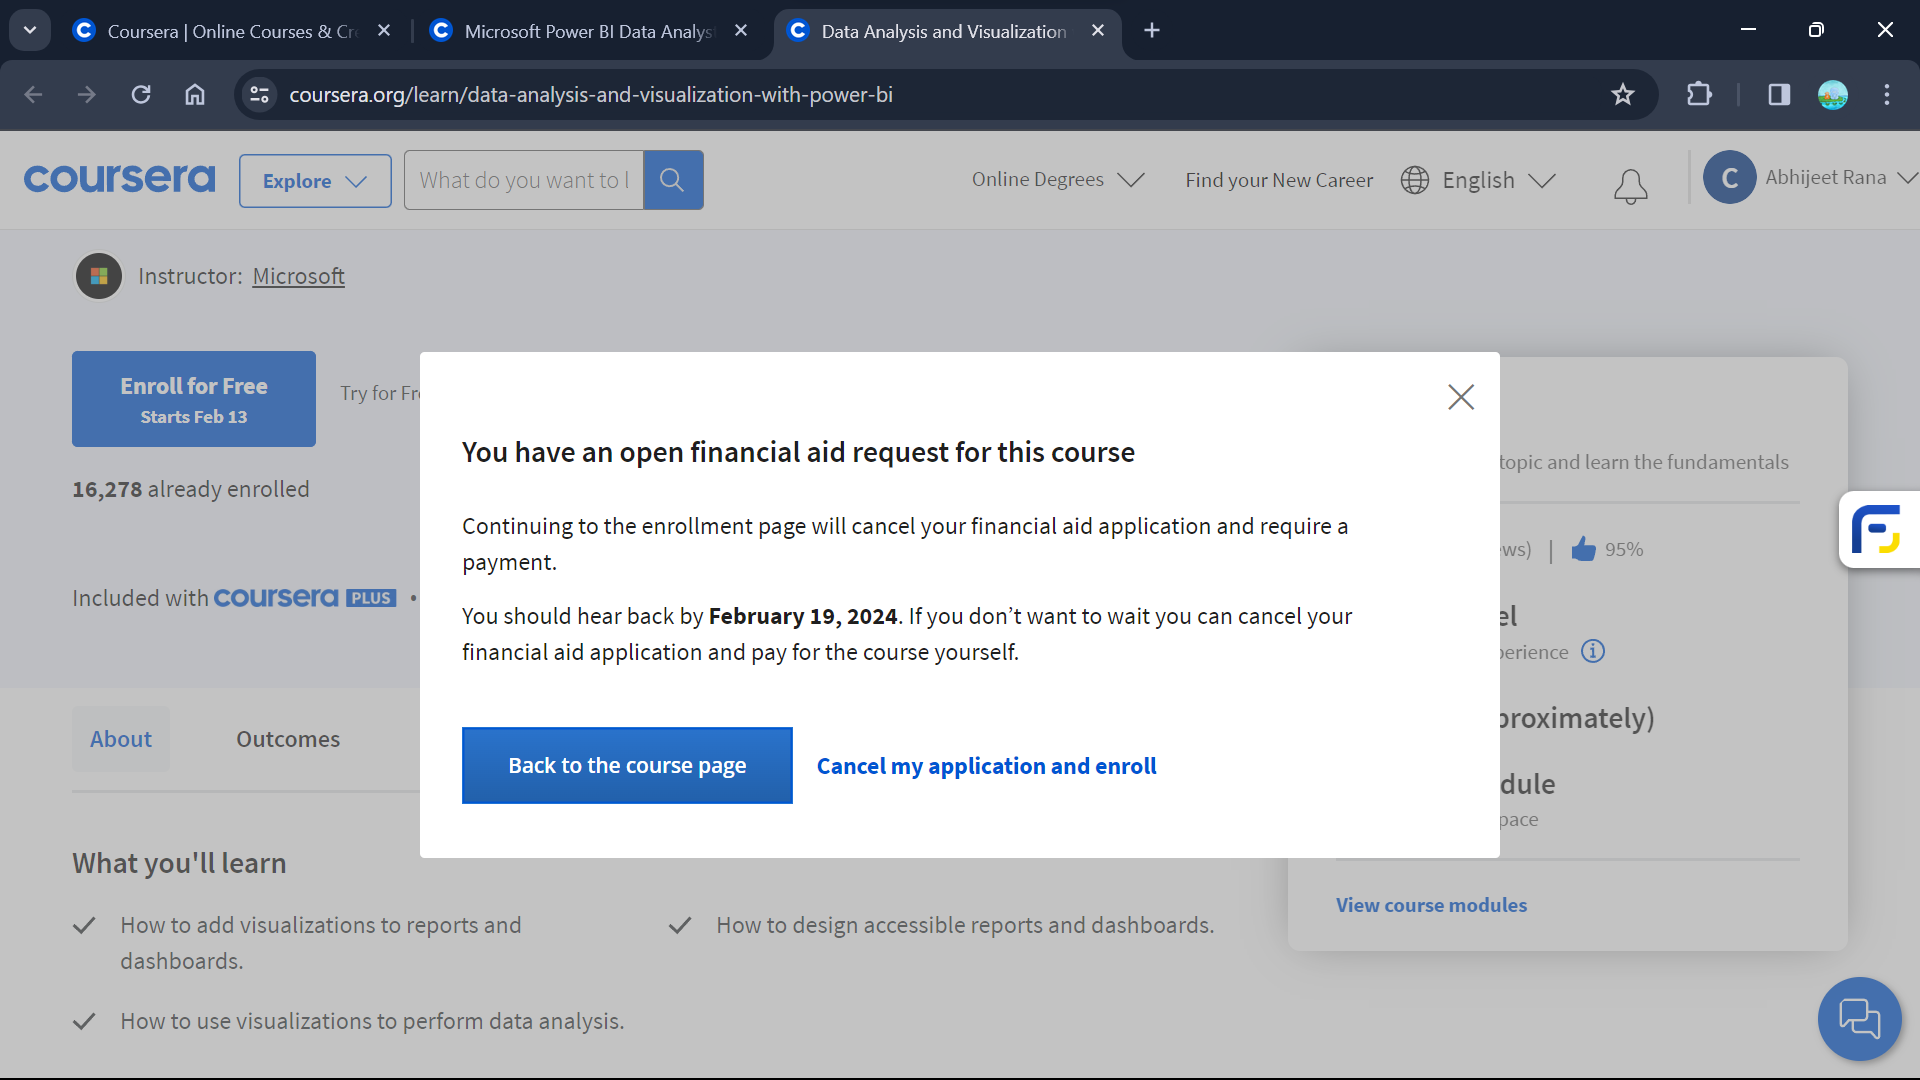 Coursera | Online Courses & Cr
Microsoft Power BI Data Analys
Data Analysis and Visualization
coursera.org/learn/data-analysis-and-visualization-with-power-bi
coursera
Explore
What do you want to l
Online Degrees
Find your New Career
English
C
Abhijeet Rana
Instructor: Microsoft
Enroll for Free
Starts Feb 13
Try for Fr
16,278 already enrolled
Included with coursera PLUS •
You have an open financial aid request for this course
Continuing to the enrollment page will cancel your financial aid application and require a
payment.
You should hear back by February 19, 2024. If you don’t want to wait you can cancel your
financial aid application and pay for the course yourself.
Back to the course page
Cancel my application and enroll
topic and learn the fundamentals
ws) | 95%
el
perience
proximately)
dule
pace
View course modules
About
Outcomes
What you'll learn
How to add visualizations to reports and
dashboards.
How to design accessible reports and dashboards.
How to use visualizations to perform data analysis.